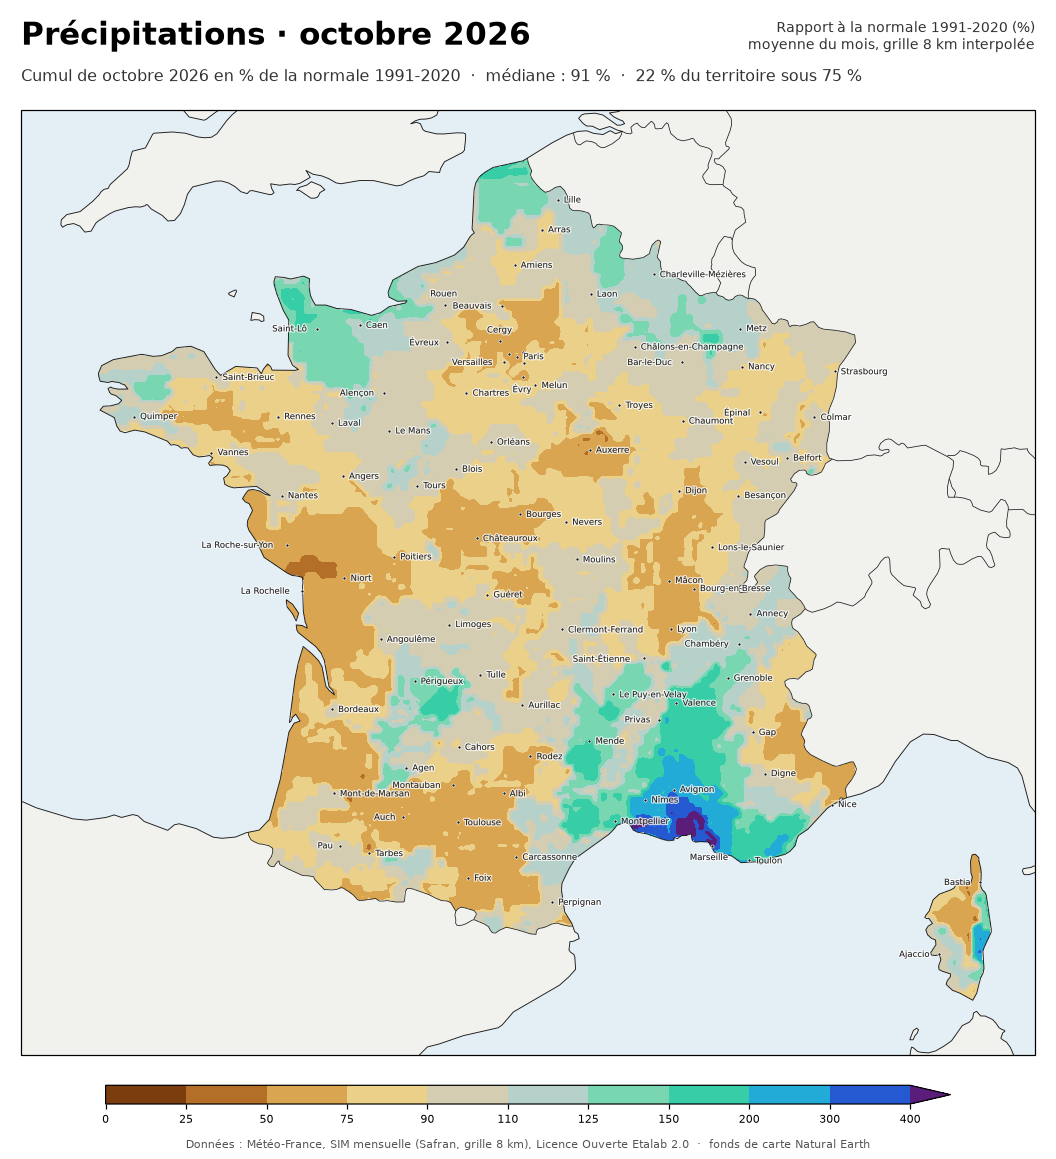 Précipitations · octobre 2026
Rapport à la normale 1991-2020 (%)
moyenne du mois, grille 8 km interpolée
Cumul de octobre 2026 en % de la normale 1991-2020 · médiane : 91 % · 22 % du territoire sous 75 %
Lille
Arras
Amiens
Charleville-Mézières
Rouen
Laon
Beauvais
Saint-Lô
Caen
Cergy
Metz
Évreux
Châlons-en-Champagne
Versailles
Paris
Bar-le-Duc
Nancy
Strasbourg
Saint-Brieuc
Alençon
Chartres
Évry
Melun
Troyes
Quimper
Rennes
Laval
Épinal
Colmar
Chaumont
Le Mans
Orléans
Auxerre
Vannes
Blois
Vesoul
Belfort
Angers
Tours
Nantes
Dijon
Besançon
Bourges
Nevers
La Roche-sur-Yon
Châteauroux
Lons-le-Saunier
Poitiers
Moulins
Niort
Mâcon
La Rochelle
Guéret
Bourg-en-Bresse
Annecy
Limoges
Clermont-Ferrand
Lyon
Angoulême
Chambéry
Saint-Étienne
Périgueux
Tulle
Grenoble
Le Puy-en-Velay
Valence
Bordeaux
Aurillac
Privas
Gap
Cahors
Mende
Rodez
Agen
Digne
Montauban
Mont-de-Marsan
Albi
Avignon
Nîmes
Nice
Auch
Toulouse
Montpellier
Pau
Tarbes
Carcassonne
Marseille
Toulon
Foix
Bastia
Perpignan
Ajaccio
0 25 50 75 90 110 125 150 200 300 400
Données : Météo-France, SIM mensuelle (Safran, grille 8 km), Licence Ouverte Etalab 2.0 · fonds de carte Natural Earth